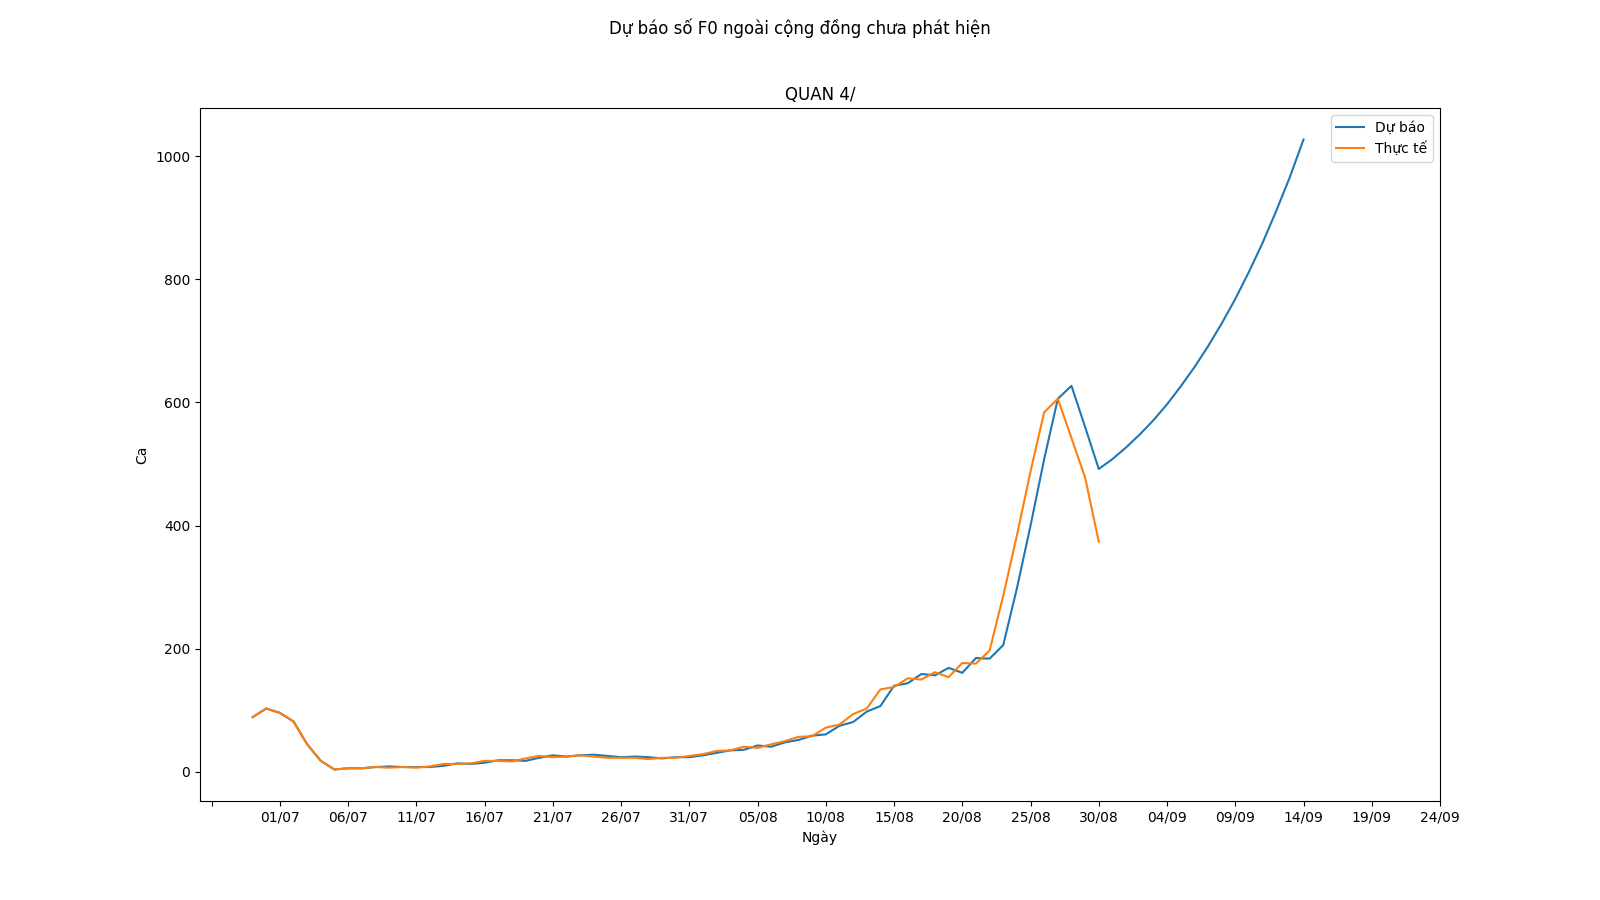 Dự báo số F0 ngoài cộng đồng chưa phát hiện
QUAN 4/
Dự báo
Thực tế
1000
800
600
400
200
0
Ca
01/07 06/07 11/07 16/07 21/07 26/07 31/07 05/08 10/08 15/08 20/08 25/08 30/08 04/09 09/09 14/09 19/09 24/09
Ngày